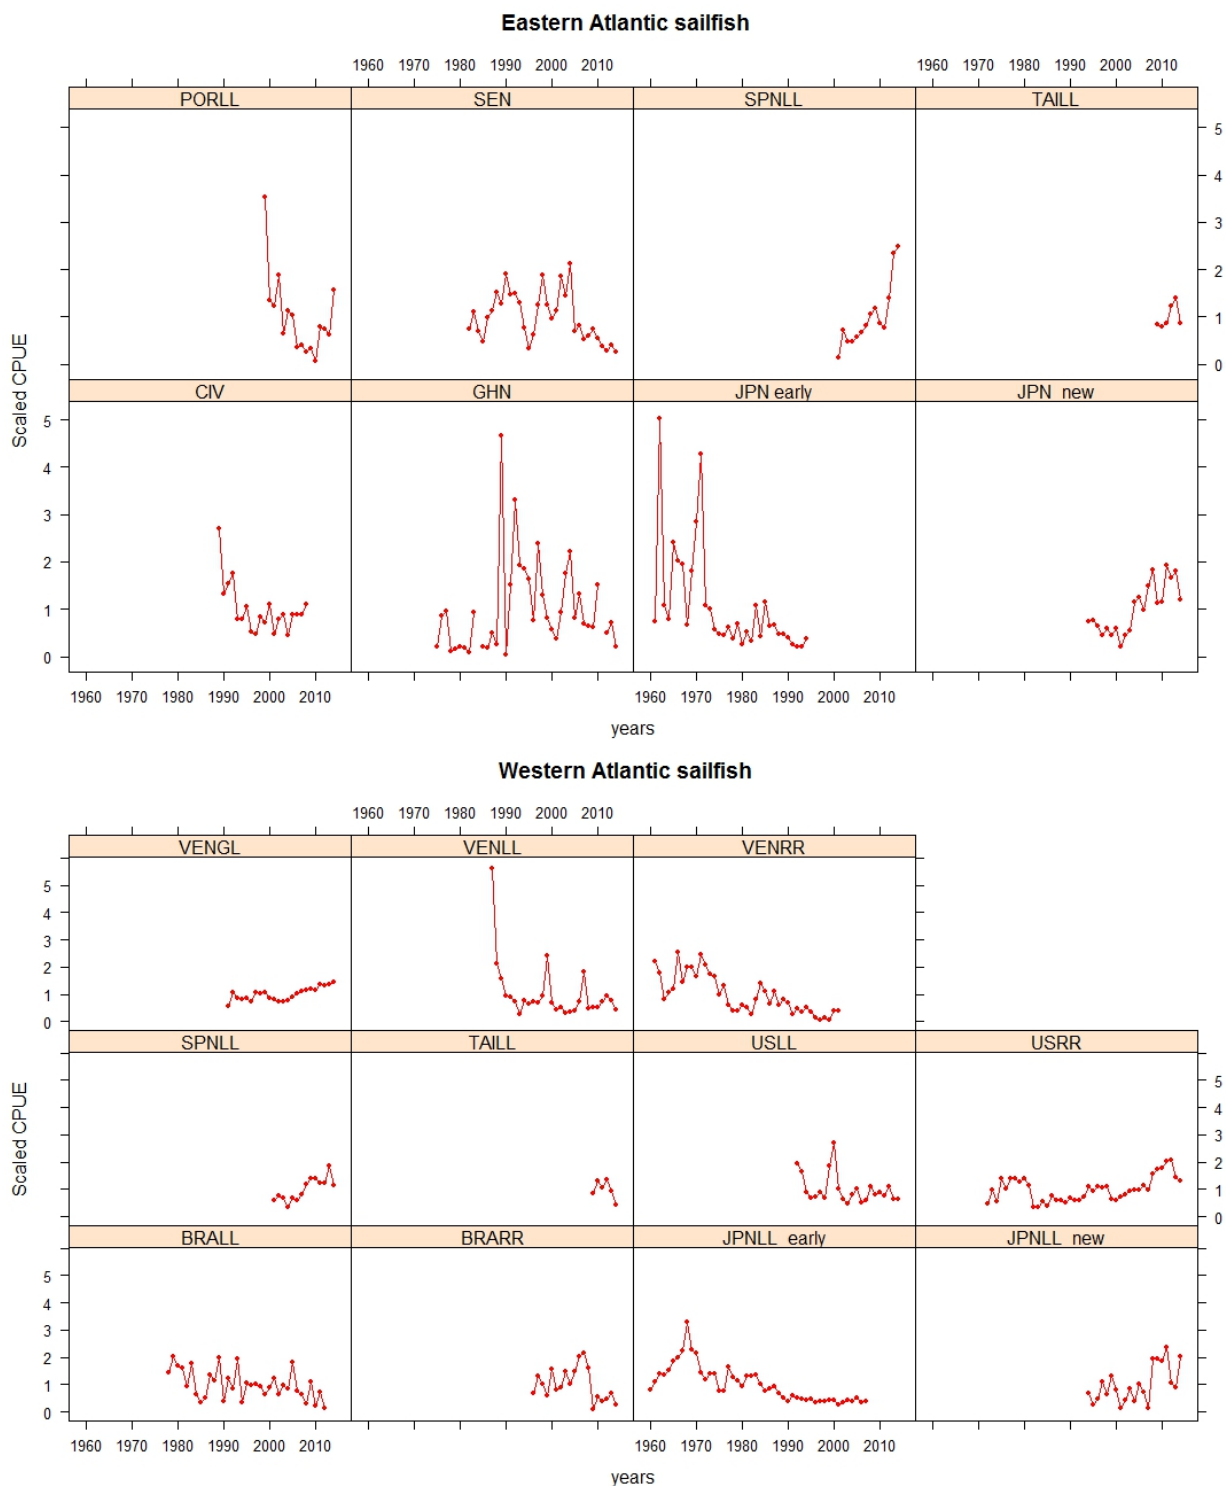 Eastern Atlantic sailfish
1960 1970 1980 1990 2000 2010 1960 1970 1980 1990 2000 2010
PORLL SEN SPNLL TAILL
5
4
3
2
1
0
Scaled CPUE
CIV GHN JPN early JPN new
5
4
3
2
1
0
1960 1970 1980 1990 2000 2010 1960 1970 1980 1990 2000 2010
years
Western Atlantic sailfish
1960 1970 1980 1990 2000 2010
VENGL VENLL VENRR
5
4
3
2
1
0
Scaled CPUE
SPNLL TAILL USLL USRR
5
4
3
2
1
0
BRALL BRARR JPNLL early JPNLL new
5
4
3
2
1
0
1960 1970 1980 1990 2000 2010 1960 1970 1980 1990 2000 2010
years